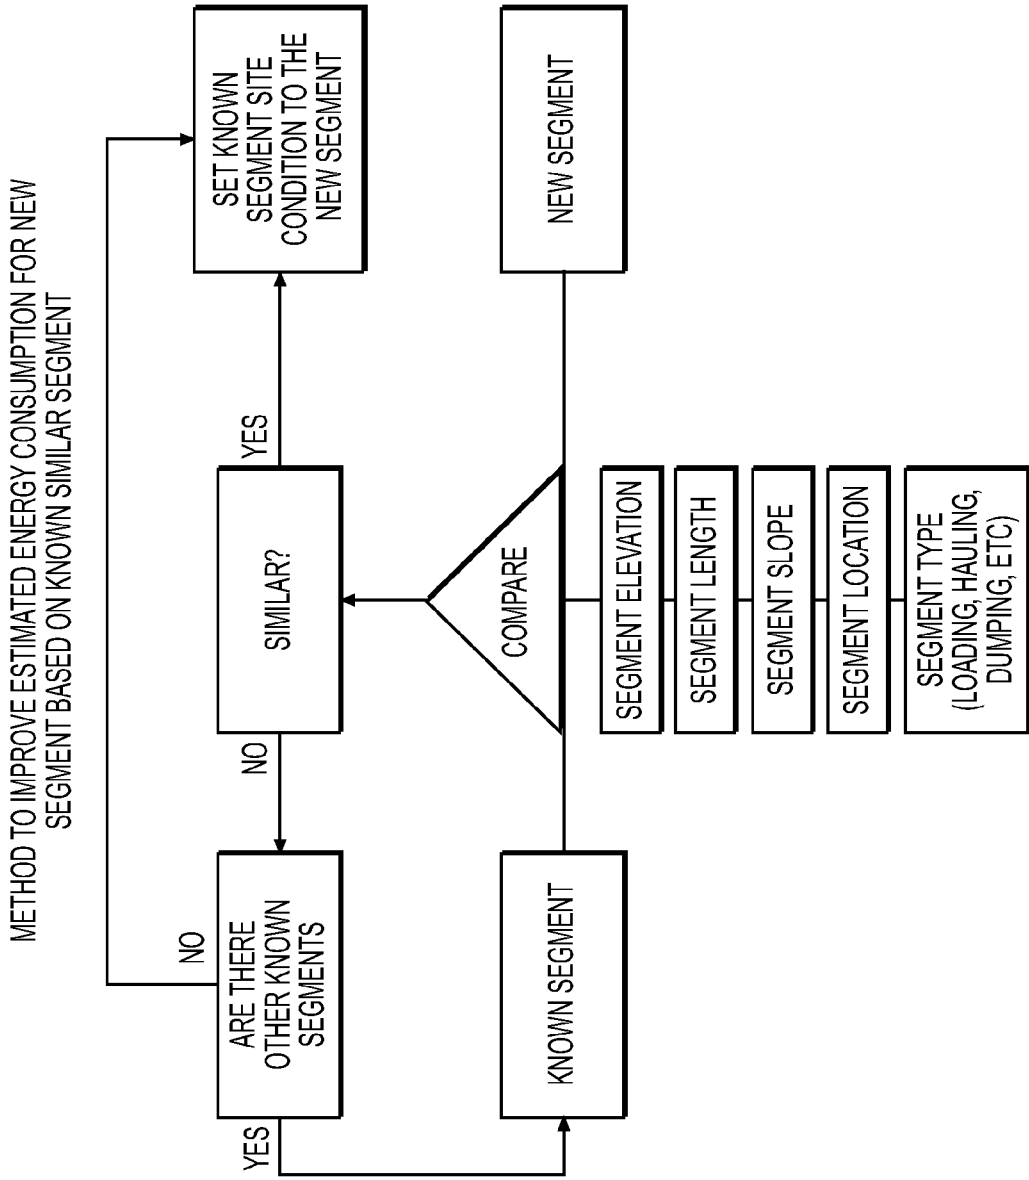 METHOD TO IMPROVE ESTIMATED ENERGY CONSUMPTION FOR NEW
SEGMENT BASED ON KNOWN SIMILAR SEGMENT
NO
ARE THERE
OTHER KNOWN
SEGMENTS
YES
NO
SIMILAR?
YES
SET KNOWN
SEGMENT SITE
CONDITION TO THE
NEW SEGMENT
KNOWN SEGMENT
COMPARE
NEW SEGMENT
SEGMENT ELEVATION
SEGMENT LENGTH
SEGMENT SLOPE
SEGMENT LOCATION
SEGMENT TYPE
(LOADING, HAULING,
DUMPING, ETC)